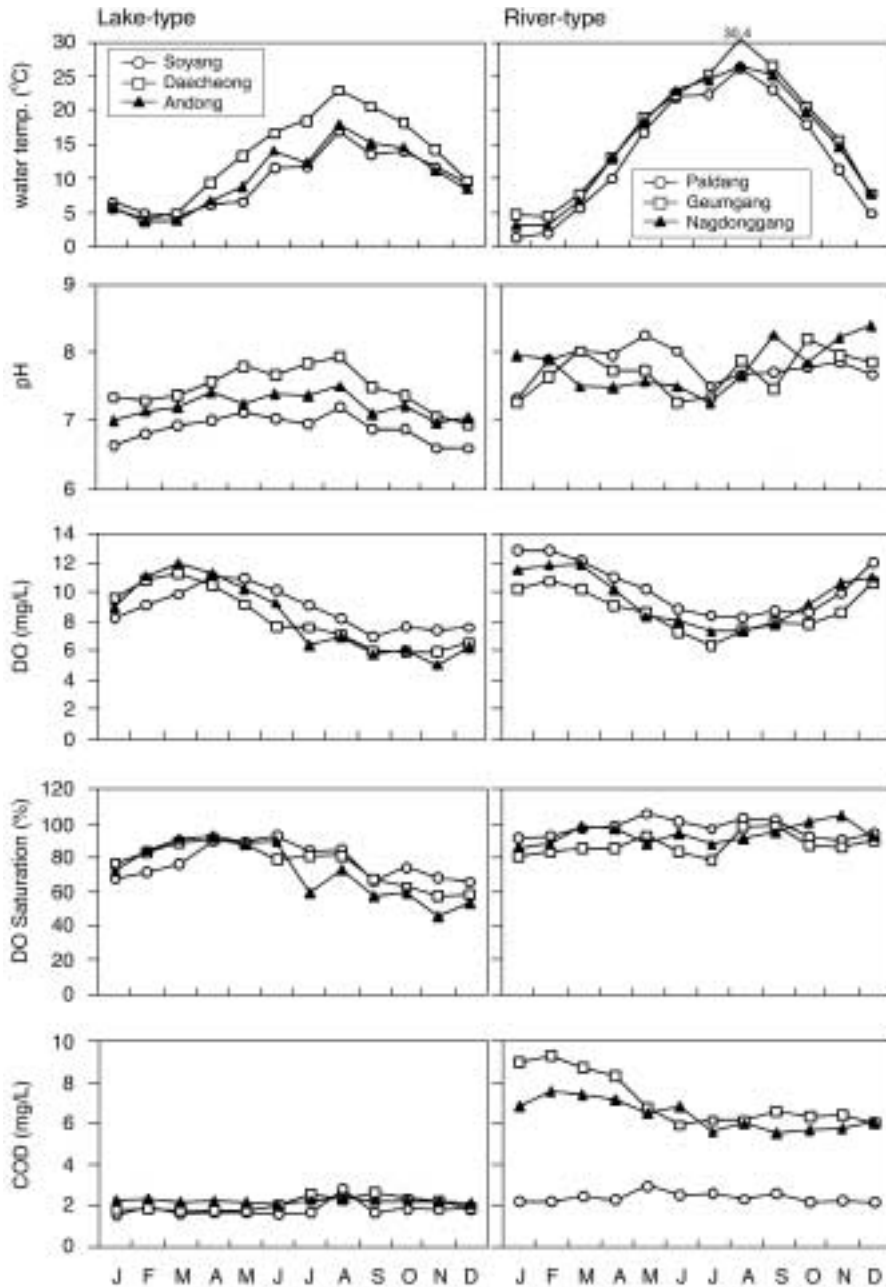 Lake-type
River-type
30
25
20
15
10
5
0
water temp. (°C)
Soyang
Daecheong
Andong
30.4
Paldang
Geumgang
Nagdonggang
9
8
7
6
pH
14
12
10
8
6
4
2
0
DO (mg/L)
120
100
80
60
40
20
0
DO Saturation (%)
10
8
6
4
2
0
COD (mg/L)
J F M A M J J A S O N D
J F M A M J J A S O N D